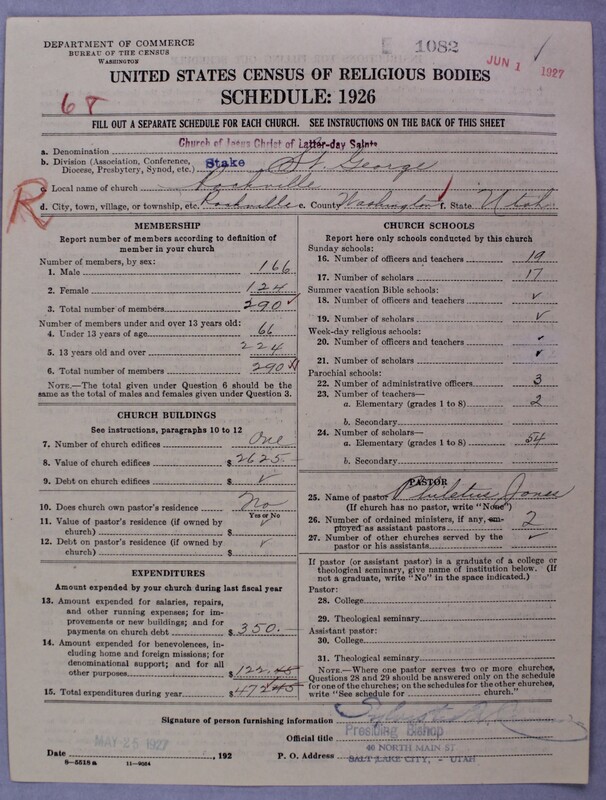 DEPARTMENT OF COMMERCE
BUREAU OF THE CENSUS
WASHINGTON
1082
JUN 1 1927
UNITED STATES CENSUS OF RELIGIOUS BODIES
SCHEDULE: 1926
68
FILL OUT A SEPARATE SCHEDULE FOR EACH CHURCH. SEE INSTRUCTIONS ON THE BACK OF THIS SHEET
a. Denomination Church of Jesus Christ of Latter-day Saints
b. Division (Association, Conference, Diocese, Presbytery, Synod, etc.) Stake St. George
R
c. Local name of church Rockville
d. City, town, village, or township, etc. Rockville e. County Washington f. State Utah
MEMBERSHIP
Report number of members according to definition of
member in your church
Number of members, by sex:
1. Male 166
2. Female 124
3. Total number of members 290
Number of members under and over 13 years old:
4. Under 13 years of age 66
5. 13 years old and over 224
6. Total number of members 290
NOTE.—The total given under Question 6 should be
same as the total of males and females given under Question 3.
CHURCH BUILDINGS
See instructions, paragraphs 10 to 12
7. Number of church edifices One
8. Value of church edifices $ 2625
9. Debt on church edifices $ ✓
10. Does church own pastor's residence No
Yes or No
11. Value of pastor's residence (if owned by
church) $
12. Debt on pastor's residence (if owned by
church) $
EXPENDITURES
Amount expended by your church during last fiscal year
13. Amount expended for salaries, repairs,
and other running expenses; for im-
provements or new buildings; and for
payments on church debt $ 350.
14. Amount expended for benevolences, in-
cluding home and foreign missions; for
denominational support; and for all
other purposes $ 122.45
15. Total expenditures during year $ 472.45
CHURCH SCHOOLS
Report here only schools conducted by this church
Sunday schools:
16. Number of officers and teachers 19
17. Number of scholars 17
Summer vacation Bible schools:
18. Number of officers and teachers ✓
19. Number of scholars ✓
Week-day religious schools:
20. Number of officers and teachers ✓
21. Number of scholars ✓
Parochial schools:
22. Number of administrative officers 3
23. Number of teachers—
a. Elementary (grades 1 to 8) 2
b. Secondary
24. Number of scholars—
a. Elementary (grades 1 to 8) 54
b. Secondary
PASTOR
25. Name of pastor Philetus Jones
(If church has no pastor, write "None")
26. Number of ordained ministers, if any, em-
ployed as assistant pastors 2
27. Number of other churches served by the
pastor or his assistants ✓
If pastor (or assistant pastor) is a graduate of a college or
theological seminary, give name of institution below. (If
not a graduate, write "No" in the space indicated.)
Pastor:
28. College
29. Theological seminary
Assistant pastor:
30. College
31. Theological seminary
NOTE.—Where one pastor serves two or more churches,
Questions 28 and 29 should be answered only on the schedule
for one of the churches; on the schedules for the other churches,
write "See schedule for church."
Signature of person furnishing information
Official title Presiding Bishop
Date MAY 25 1927, 192 P. O. Address 40 NORTH MAIN ST
SALT LAKE CITY, - UTAH
8-5518 a 11-9564